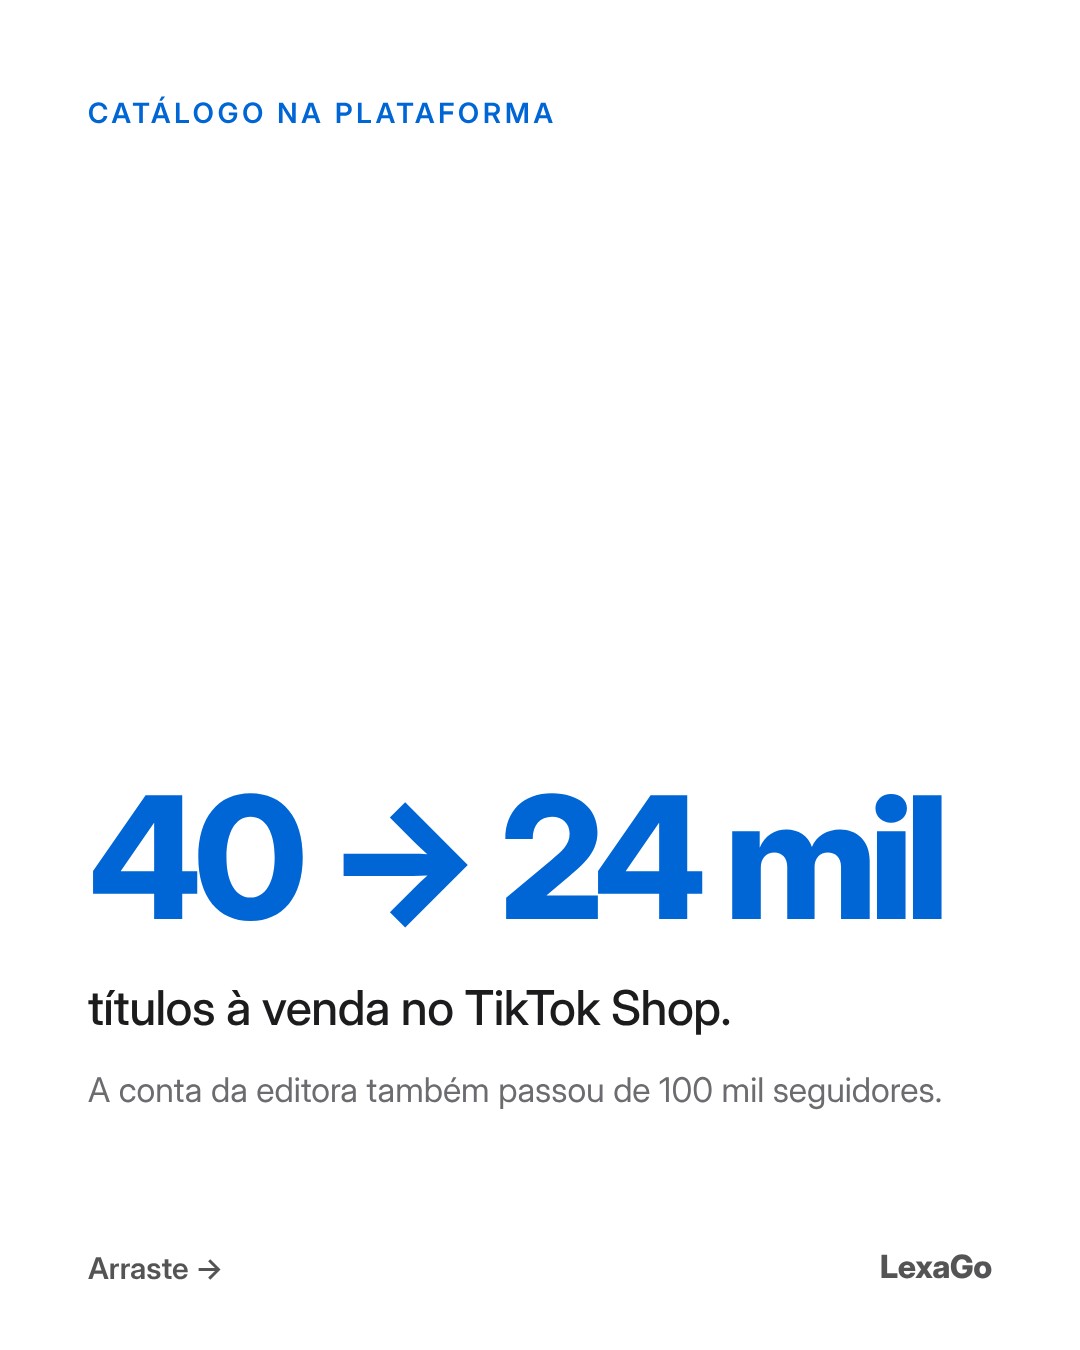 CATÁLOGO NA PLATAFORMA
40 → 24 mil
títulos à venda no TikTok Shop.
A conta da editora também passou de 100 mil seguidores.
Arraste →
LexaGo